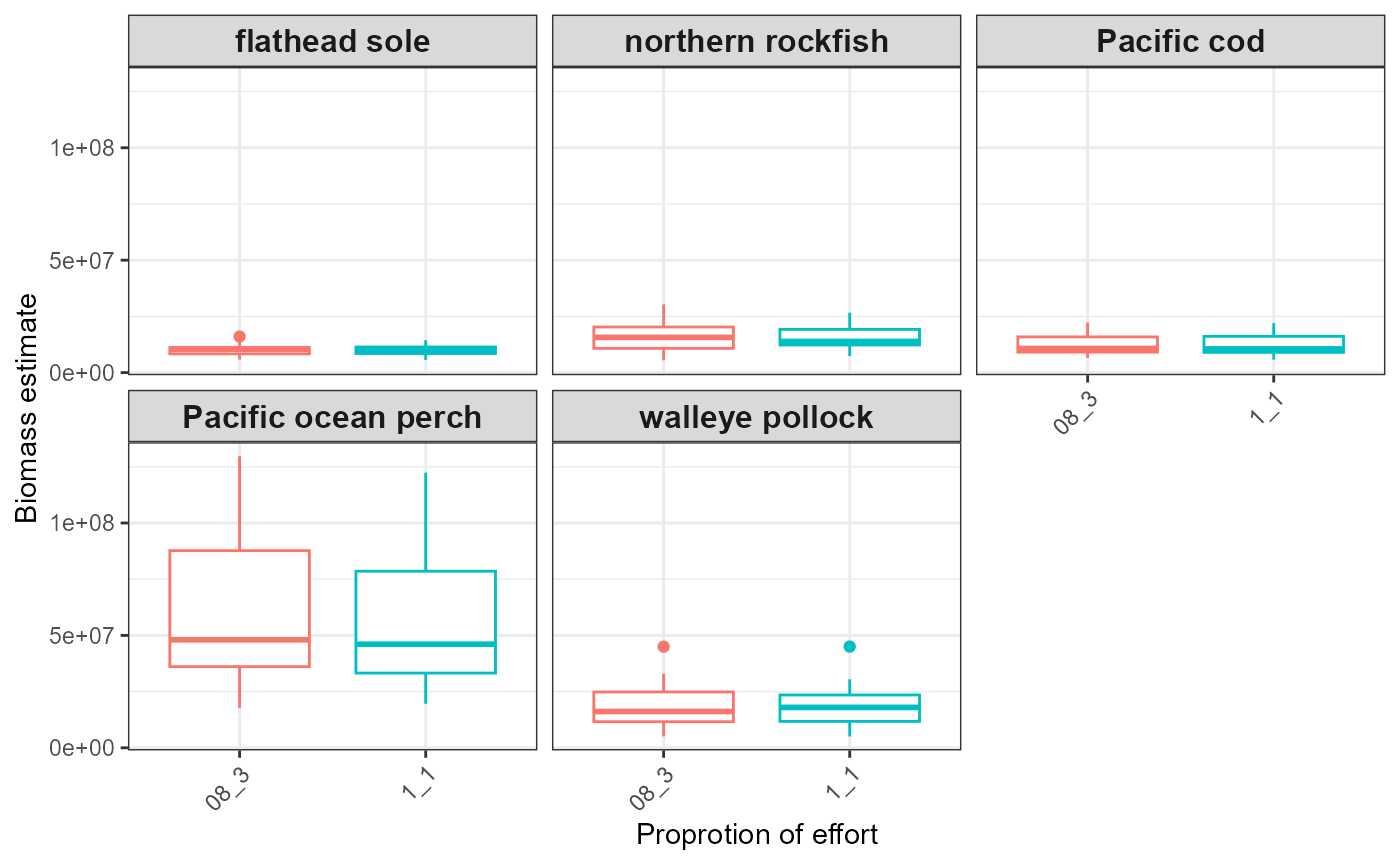 flathead sole
northern rockfish
Pacific cod
1e+08
5e+07
0e+00
08_3
1_1
Pacific ocean perch
walleye pollock
Biomass estimate
1e+08
5e+07
0e+00
08_3
1_1
08_3
1_1
Proprotion of effort